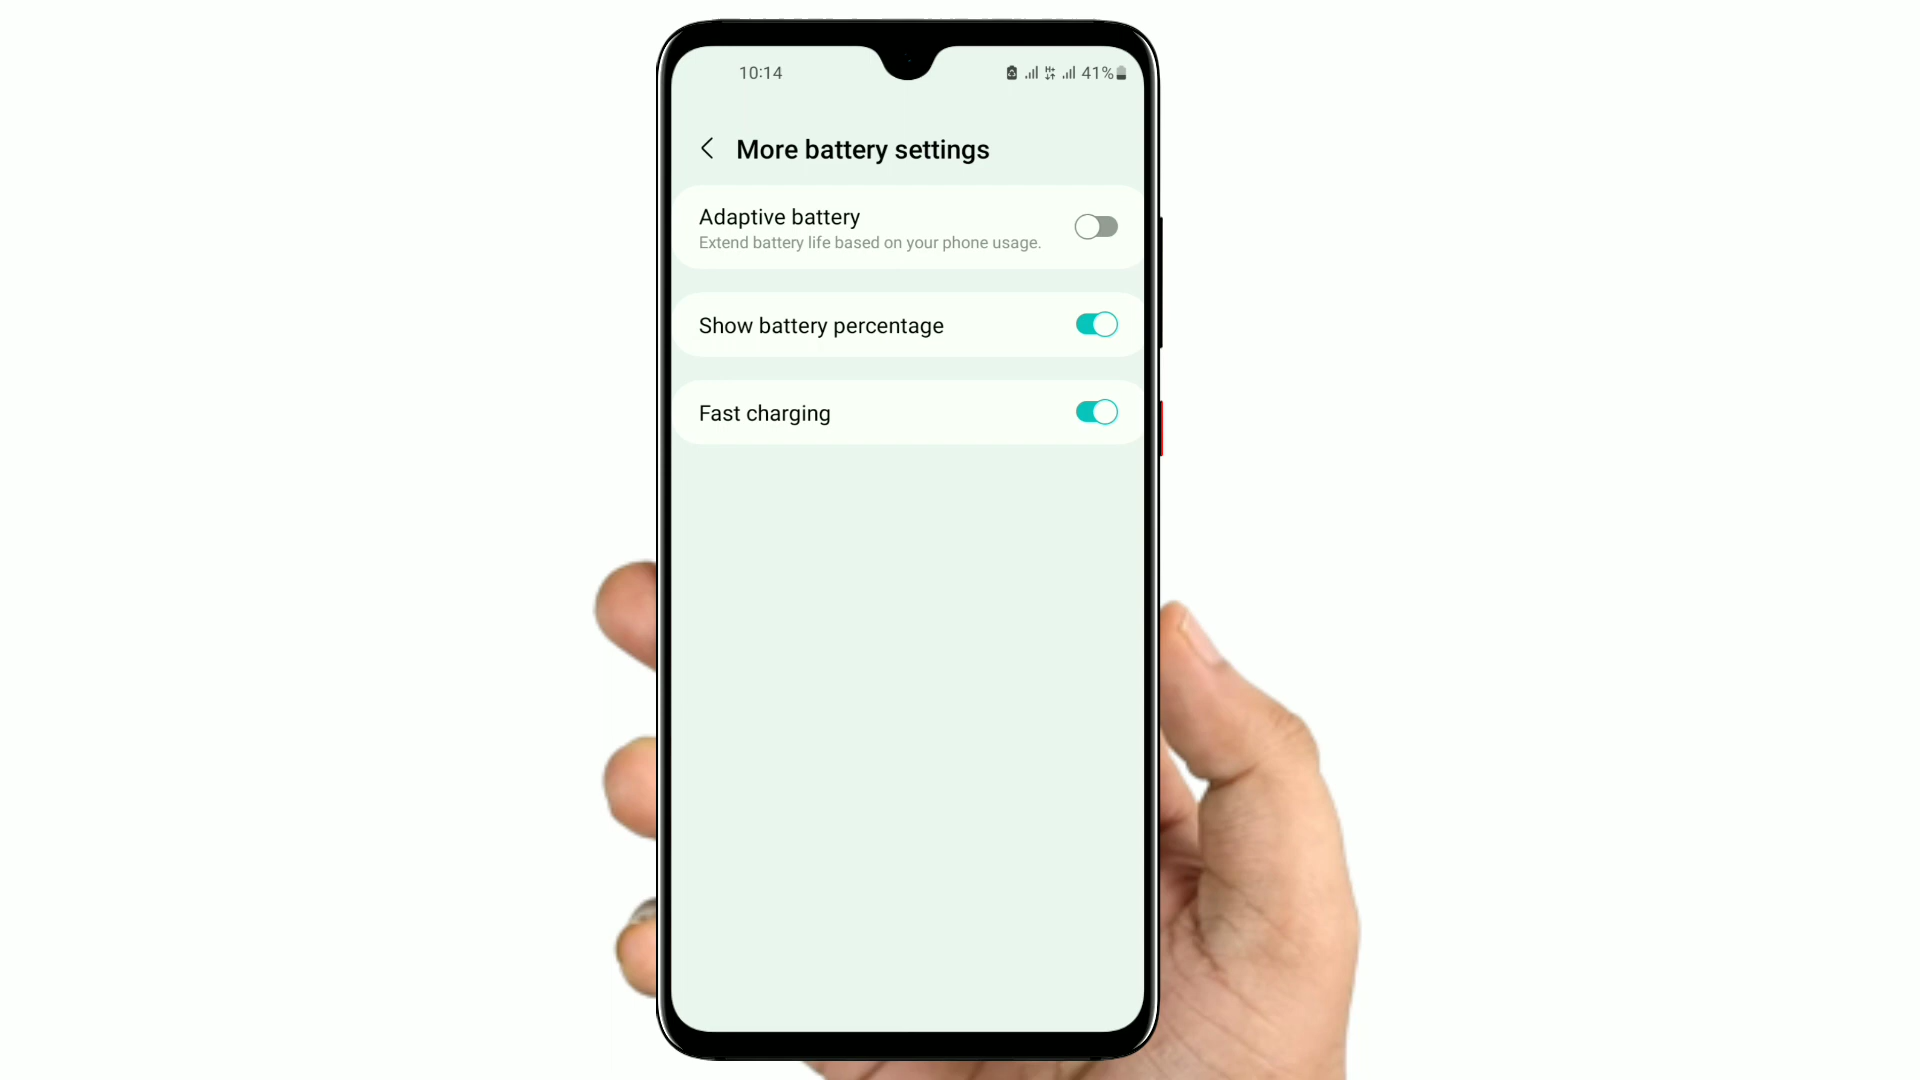 10:14
41%
More battery settings
Adaptive battery
Extend battery life based on your phone usage.
Show battery percentage
Fast charging